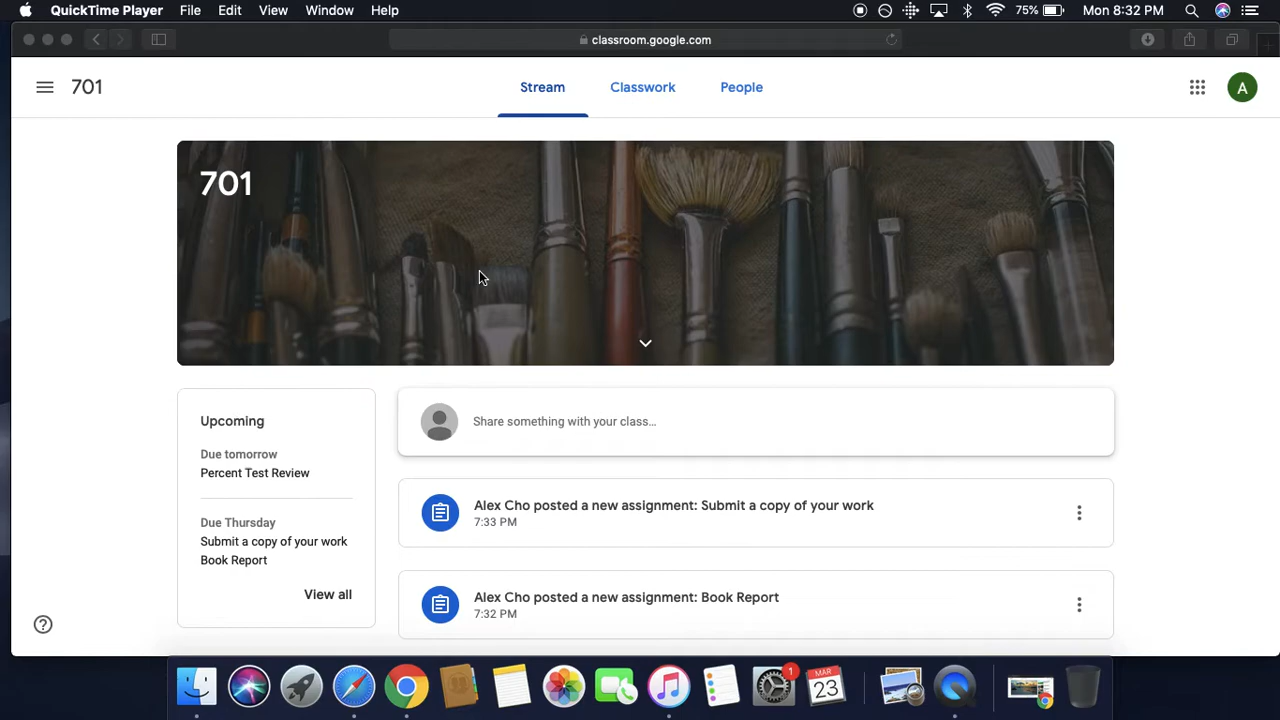 QuickTime Player File Edit View Window Help 75% Mon 8:32 PM
classroom.google.com
701 Stream Classwork People A
701
Upcoming
Due tomorrow
Percent Test Review
Due Thursday
Submit a copy of your work
Book Report
View all
Share something with your class...
Alex Cho posted a new assignment: Submit a copy of your work
7:33 PM
Alex Cho posted a new assignment: Book Report
7:32 PM
1
MAR
23